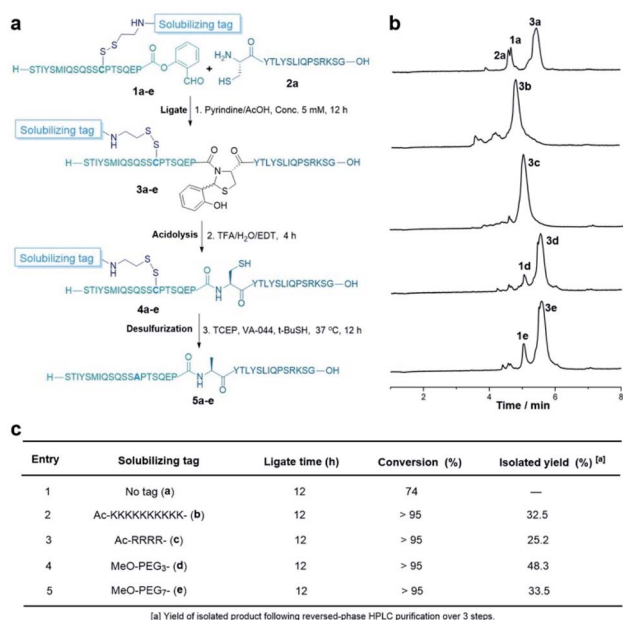 a
Solubilizing tag
HN
S
S
H—STIYSMIQSQSSCPTSQEP
O
O
CHO
+
H₂N
O
SH
YTLYSLIQPSRKSG—OH
1a-e
2a
Ligate 1. Pyrindine/AcOH, Conc. 5 mM, 12 h
Solubilizing tag
N
H
S
S
H—STIYSMIQSQSSCPTSQEP
O
O
N
S
OH
YTLYSLIQPSRKSG—OH
3a-e
Acidolysis 2. TFA/H₂O/EDT, 4 h
Solubilizing tag
N
H
S
S
SH
H—STIYSMIQSQSSCPTSQEP
O
N
H
O
YTLYSLIQPSRKSG—OH
4a-e
Desulfurization 3. TCEP, VA-044, t-BuSH, 37 °C, 12 h
H—STIYSMIQSQSSAPTSQEP
O
N
H
O
YTLYSLIQPSRKSG—OH
5a-e
b
3a
1a
2a
3b
3c
3d
1d
3e
1e
2 4 6 8
Time / min
c
Entry Solubilizing tag Ligate time (h) Conversion (%) Isolated yield (%) [a]
1 No tag (a) 12 74 —
2 Ac-KKKKKKKKKK- (b) 12 > 95 32.5
3 Ac-RRRR- (c) 12 > 95 25.2
4 MeO-PEG₃- (d) 12 > 95 48.3
5 MeO-PEG₇- (e) 12 > 95 33.5
[a] Yield of isolated product following reversed-phase HPLC purification over 3 steps.